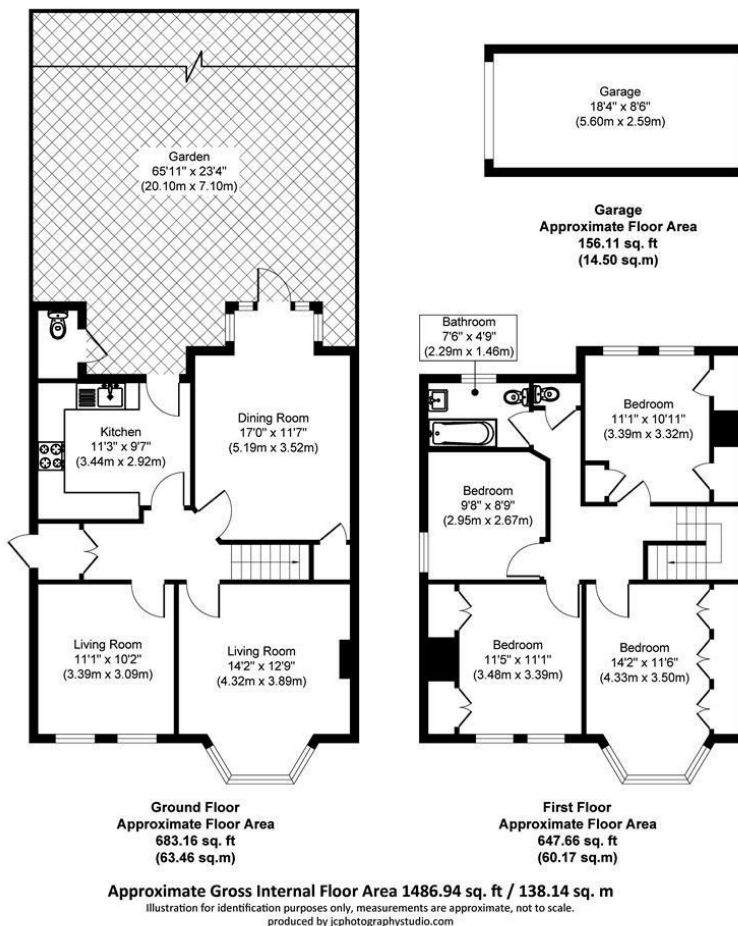 Garden
65'11" x 23'4"
(20.10m x 7.10m)
Garage
18'4" x 8'6"
(5.60m x 2.59m)
Garage
Approximate Floor Area
156.11 sq. ft
(14.50 sq.m)
Kitchen
11'3" x 9'7"
(3.44m x 2.92m)
Dining Room
17'0" x 11'7"
(5.19m x 3.52m)
Living Room
11'1" x 10'2"
(3.39m x 3.09m)
Living Room
14'2" x 12'9"
(4.32m x 3.89m)
Ground Floor
Approximate Floor Area
683.16 sq. ft
(63.46 sq.m)
Bathroom
7'6" x 4'9"
(2.29m x 1.46m)
Bedroom
11'1" x 10'11"
(3.39m x 3.32m)
Bedroom
9'8" x 8'9"
(2.95m x 2.67m)
Bedroom
11'5" x 11'1"
(3.48m x 3.39m)
Bedroom
14'2" x 11'6"
(4.33m x 3.50m)
First Floor
Approximate Floor Area
647.66 sq. ft
(60.17 sq.m)
Approximate Gross Internal Floor Area 1486.94 sq. ft / 138.14 sq. m
Illustration for identification purposes only, measurements are approximate, not to scale.
produced by jcphotographystudio.com